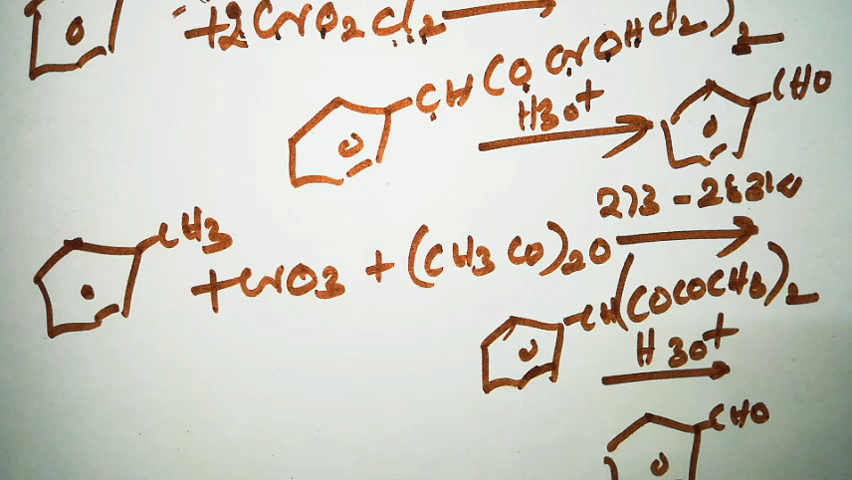 +2CrO2Cl2
CH(OCrOHCl2)2
H3O+
CHO
CH3
+CrO3 + (CH3CO)2O
273-283K
CH(OCOCH3)2
H3O+
CHO